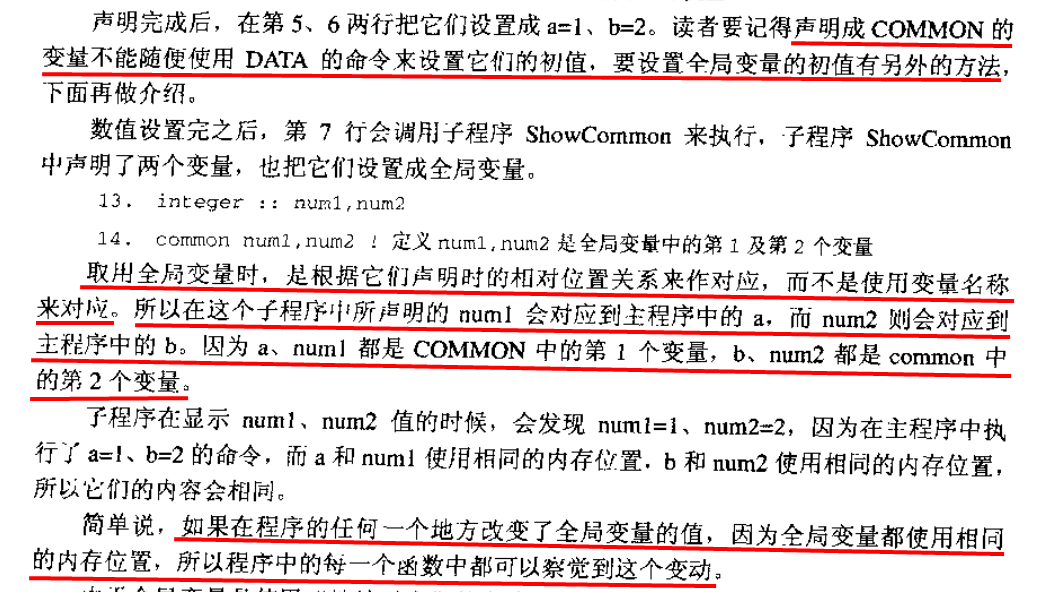 声明完成后，在第 5、6 两行把它们设置成 a=1、b=2。读者要记得声明成 COMMON 的
变量不能随便使用 DATA 的命令来设置它们的初值，要设置全局变量的初值有另外的方法，
下面再做介绍。
数值设置完之后，第 7 行会调用子程序 ShowCommon 来执行，子程序 ShowCommon
中声明了两个变量，也把它们设置成全局变量。
13. integer :: num1,num2
14. common num1,num2 ! 定义 num1,num2 是全局变量中的第 1 及第 2 个变量
取用全局变量时，是根据它们声明时的相对位置关系来作对应，而不是使用变量名称
来对应。所以在这个子程序中所声明的 num1 会对应到主程序中的 a，而 num2 则会对应到
主程序中的 b。因为 a、num1 都是 COMMON 中的第 1 个变量，b、num2 都是 common 中
的第 2 个变量。
子程序在显示 num1、num2 值的时候，会发现 num1=1、num2=2，因为在主程序中执
行了 a=1、b=2 的命令，而 a 和 num1 使用相同的内存位置，b 和 num2 使用相同的内存位置，
所以它们的内容会相同。
简单说，如果在程序的任何一个地方改变了全局变量的值，因为全局变量都使用相同
的内存位置，所以程序中的每一个函数中都可以察觉到这个变动。